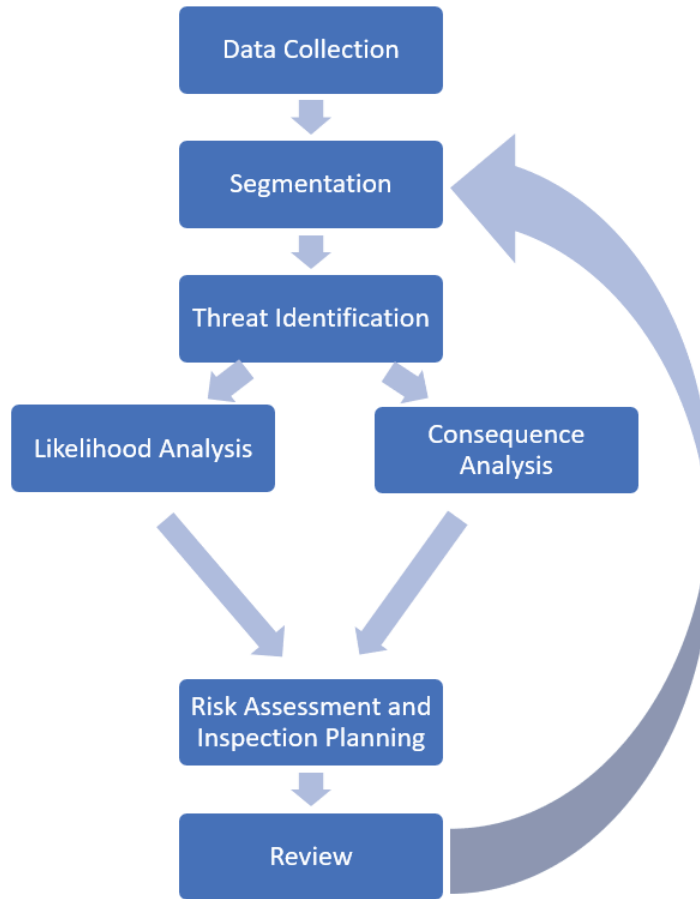 Data Collection
Segmentation
Threat Identification
Likelihood Analysis
Consequence
Analysis
Risk Assessment and
Inspection Planning
Review